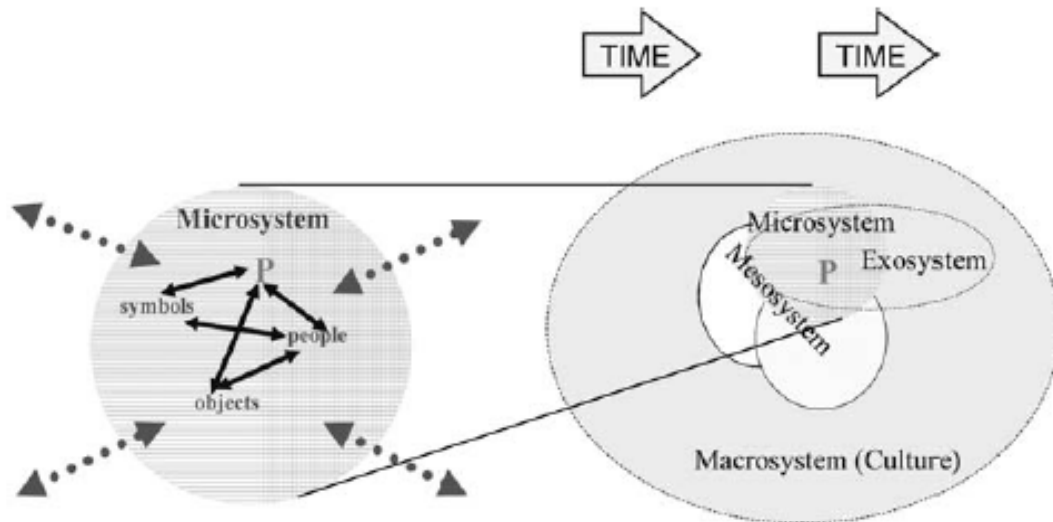 TIME
TIME
Microsystem
P
symbols
people
objects
Microsystem
Exosystem
P
Mesosystem
Macrosystem (Culture)